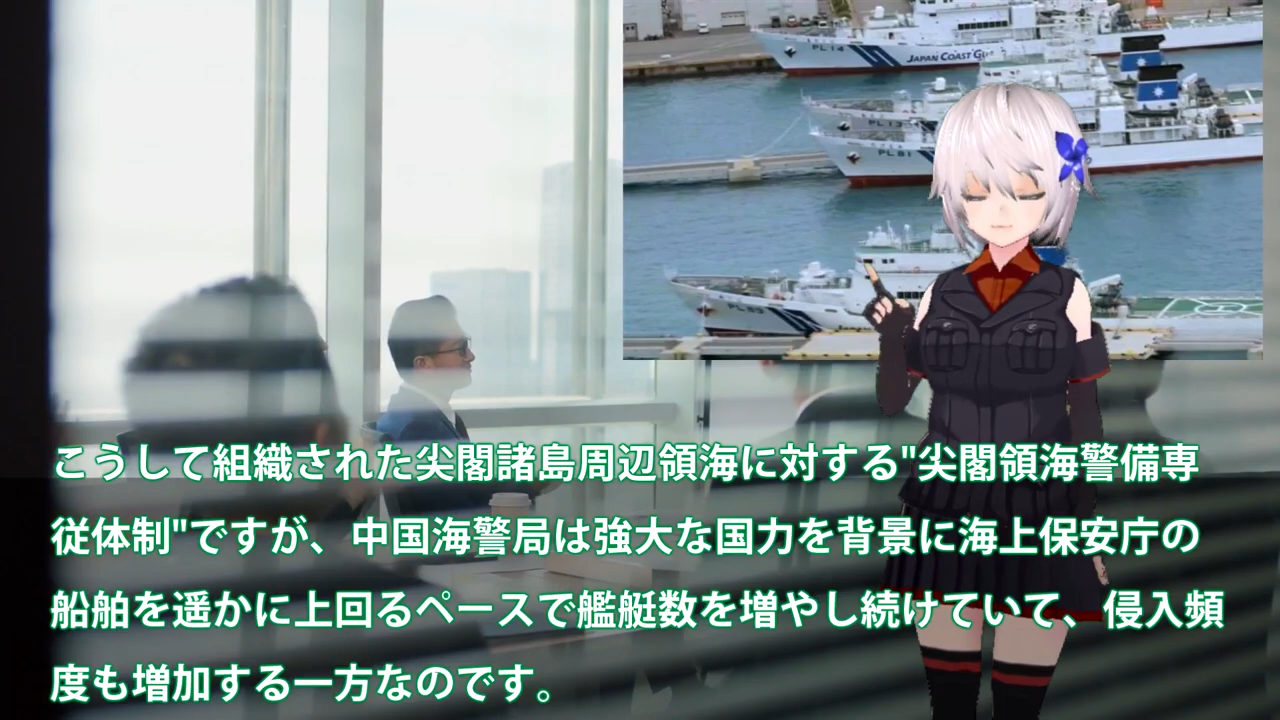 PL 14
JAPAN COAST GU
PL 81
こうして組織された尖閣諸島周辺領海に対する"尖閣領海警備専
従体制"ですが、中国海警局は強大な国力を背景に海上保安庁の
船舶を遥かに上回るペースで艦艇数を増やし続けていて、侵入頻
度も増加する一方なのです。